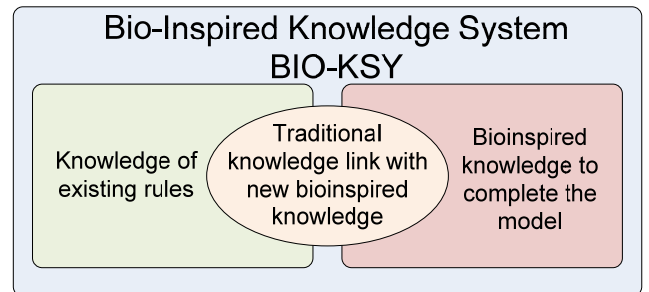 Bio-Inspired Knowledge System
BIO-KSY
Knowledge of
existing rules
Traditional
knowledge link with
new bioinspired
knowledge
Bioinspired
knowledge to
complete the
model